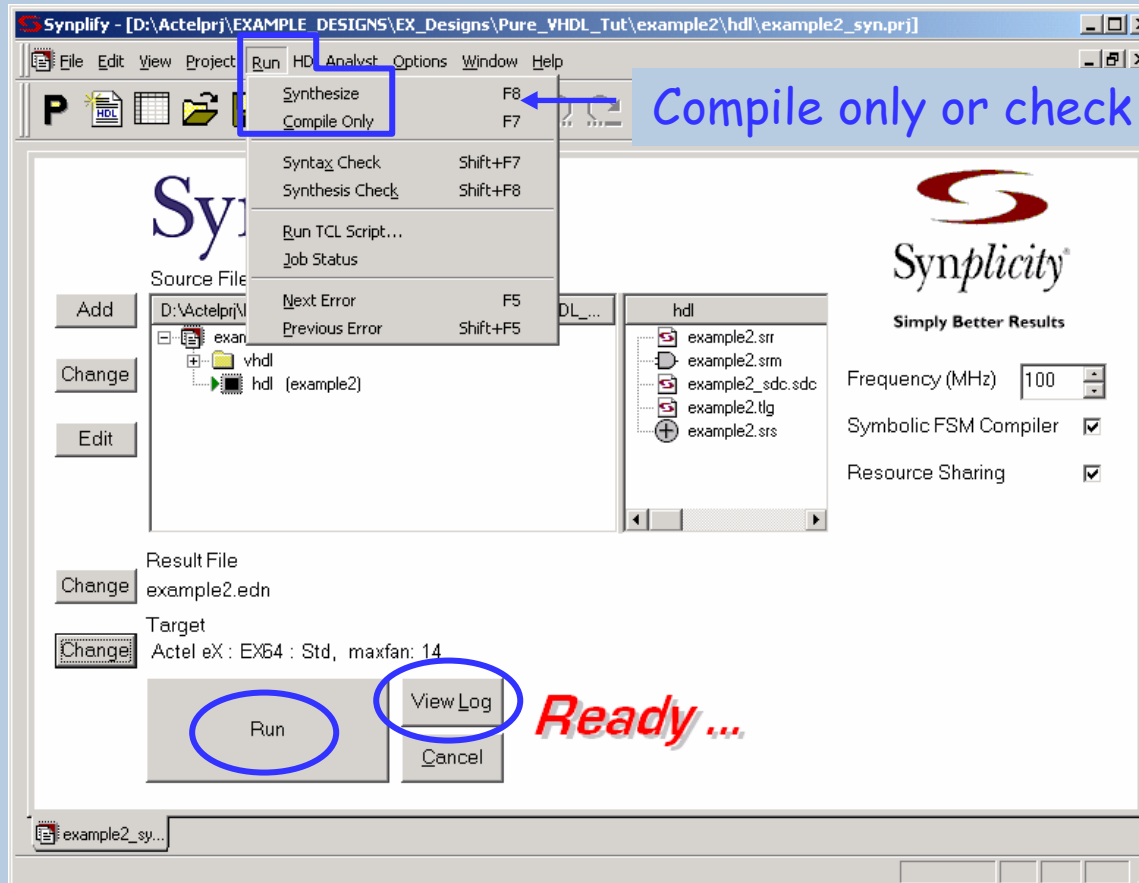 Synplify - [D:\Actelprj\EXAMPLE_DESIGNS\EX_Designs\Pure_VHDL_Tut\example2\hdl\example2_syn.prj]
File Edit View Project Run HDL Analyst Options Window Help
P HDL
Synthesize F8
Compile only or check
Compile Only F7
Syntax Check Shift+F7
Synthesis Check Shift+F8
Run TCL Script...
Job Status
Next Error F5
Previous Error Shift+F5
Sy
Synplicity®
Simply Better Results
Source File
Add
D:\Actelprj\ DL_... hdl
exam
vhdl
hdl (example2)
example2.srr
example2.srm
example2_sdc.sdc
example2.tlg
example2.srs
Change
Edit
Frequency (MHz) 100
Symbolic FSM Compiler
Resource Sharing
Result File
Change example2.edn
Target
Change Actel eX : EX64 : Std, maxfan: 14
Run
View Log
Cancel
Ready ...
example2_sy...